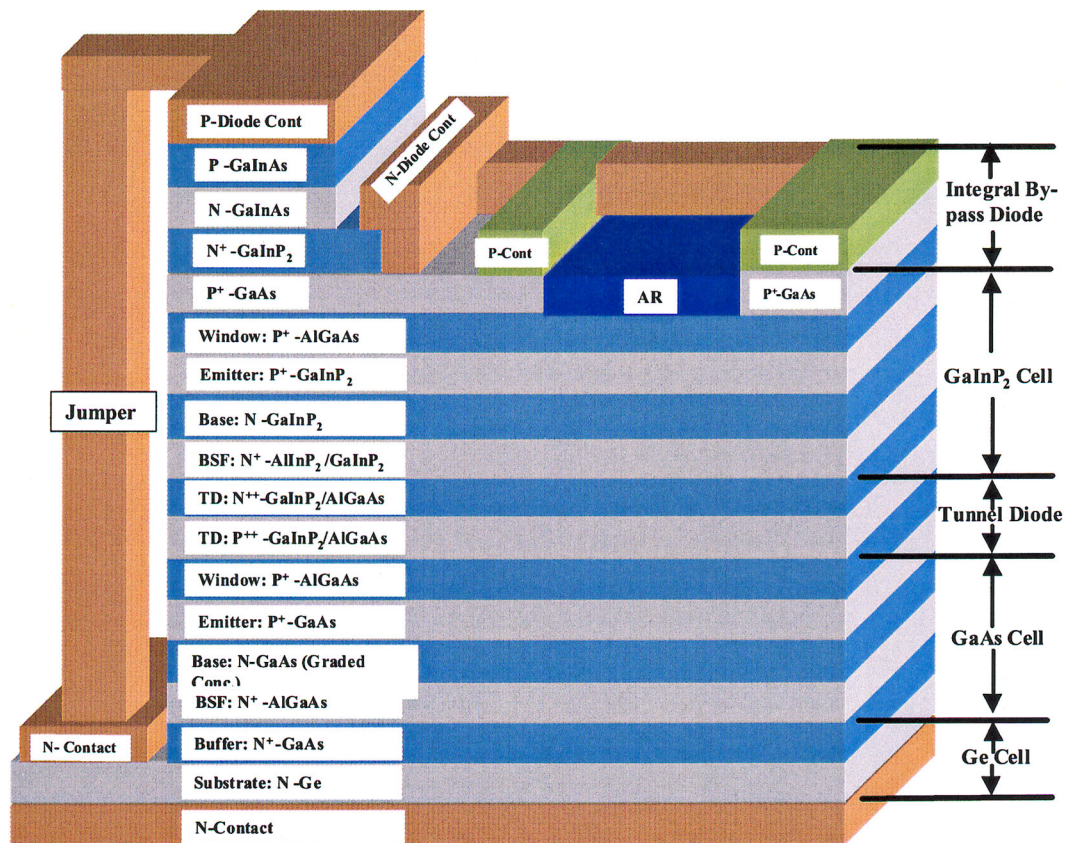 P-Diode Cont
P -GaInAs
N -GaInAs
N⁺ -GaInP₂
P⁺ -GaAs
N-Diode Cont
P-Cont
AR
P-Cont
P⁺-GaAs
Window: P⁺ -AlGaAs
Emitter: P⁺ -GaInP₂
Base: N -GaInP₂
BSF: N⁺ -AlInP₂ /GaInP₂
TD: N⁺⁺-GaInP₂/AlGaAs
TD: P⁺⁺ -GaInP₂/AlGaAs
Window: P⁺ -AlGaAs
Emitter: P⁺-GaAs
Base: N-GaAs (Graded
Conc.)
BSF: N⁺ -AlGaAs
Buffer: N⁺-GaAs
Substrate: N -Ge
N-Contact
Jumper
N- Contact
Integral By-
pass Diode
GaInP₂ Cell
Tunnel Diode
GaAs Cell
Ge Cell